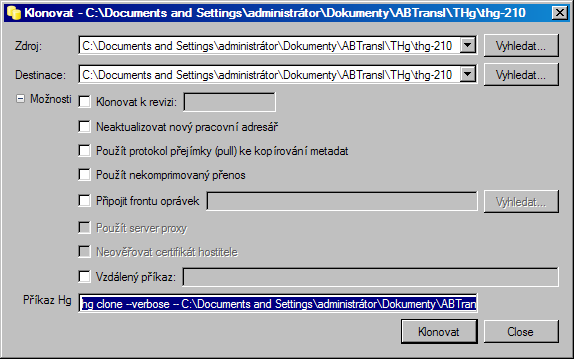 Klonovat - C:\Documents and Settings\administrátor\Dokumenty\ABTransl\THg\thg-210
Zdroj: C:\Documents and Settings\administrátor\Dokumenty\ABTransl\THg\thg-210 Vyhledat...
Destinace: C:\Documents and Settings\administrátor\Dokumenty\ABTransl\THg\thg-210 Vyhledat...
Možnosti Klonovat k revizi:
Neaktualizovat nový pracovní adresář
Použít protokol přejímky (pull) ke kopírování metadat
Použít nekomprimovaný přenos
Připojit frontu oprávek Vyhledat...
Použít server proxy
Neověřovat certifikát hostitele
Vzdálený příkaz:
Příkaz Hg hg clone --verbose -- C:\Documents and Settings\administrátor\Dokumenty\ABTran
Klonovat Close